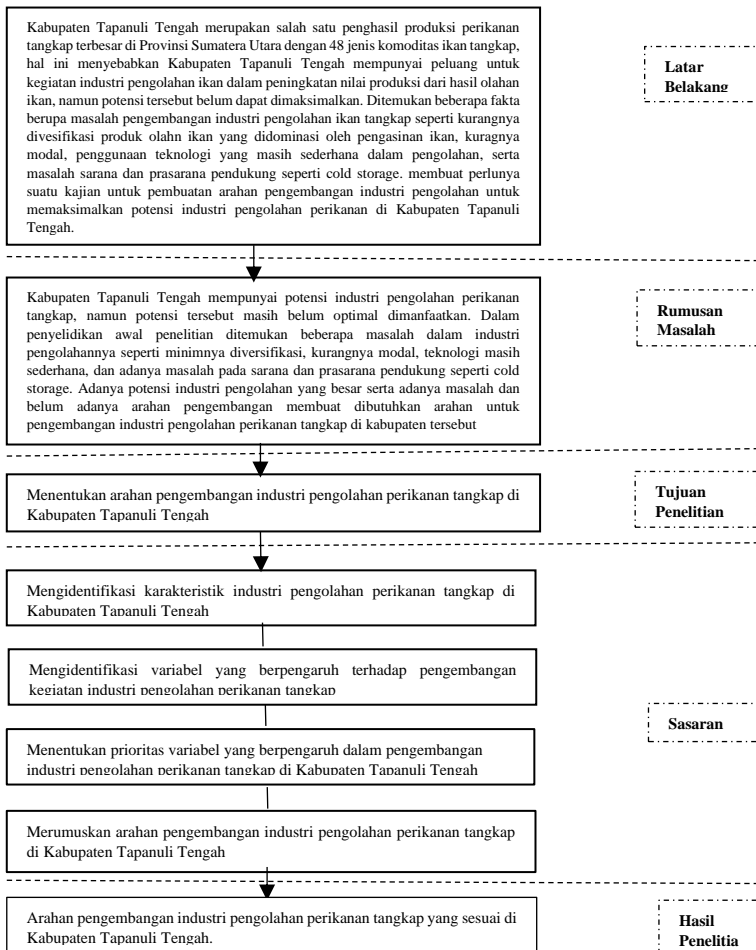 Kabupaten Tapanuli Tengah merupakan salah satu penghasil produksi perikanan
tangkap terbesar di Provinsi Sumatera Utara dengan 48 jenis komoditas ikan tangkap,
hal ini menyebabkan Kabupaten Tapanuli Tengah mempunyai peluang untuk
kegiatan industri pengolahan ikan dalam peningkatan nilai produksi dari hasil olahan
ikan, namun potensi tersebut belum dapat dimaksimalkan. Ditemukan beberapa fakta
berupa masalah pengembangan industri pengolahan ikan tangkap seperti kurangnya
divesifikasi produk olahn ikan yang didominasi oleh pengasinan ikan, kuragnya
modal, penggunaan teknologi yang masih sederhana dalam pengolahan, serta
masalah sarana dan prasarana pendukung seperti cold storage. membuat perlunya
suatu kajian untuk pembuatan arahan pengembangan industri pengolahan untuk
memaksimalkan potensi industri pengolahan perikanan di Kabupaten Tapanuli
Tengah.
Latar
Belakang
Kabupaten Tapanuli Tengah mempunyai potensi industri pengolahan perikanan
tangkap, namun potensi tersebut masih belum optimal dimanfaatkan. Dalam
penyelidikan awal penelitian ditemukan beberapa masalah dalam industri
pengolahannya seperti minimnya diversifikasi, kurangnya modal, teknologi masih
sederhana, dan adanya masalah pada sarana dan prasarana pendukung seperti cold
storage. Adanya potensi industri pengolahan yang besar serta adanya masalah dan
belum adanya arahan pengembangan membuat dibutuhkan arahan untuk
pengembangan industri pengolahan perikanan tangkap di kabupaten tersebut
Rumusan
Masalah
Menentukan arahan pengembangan industri pengolahan perikanan tangkap di
Kabupaten Tapanuli Tengah
Tujuan
Penelitian
Mengidentifikasi karakteristik industri pengolahan perikanan tangkap di
Kabupaten Tapanuli Tengah
Mengidentifikasi variabel yang berpengaruh terhadap pengembangan
kegiatan industri pengolahan perikanan tangkap
Menentukan prioritas variabel yang berpengaruh dalam pengembangan
industri pengolahan perikanan tangkap di Kabupaten Tapanuli Tengah
Sasaran
Merumuskan arahan pengembangan industri pengolahan perikanan tangkap
di Kabupaten Tapanuli Tengah
Arahan pengembangan industri pengolahan perikanan tangkap yang sesuai di
Kabupaten Tapanuli Tengah.
Hasil
Penelitia